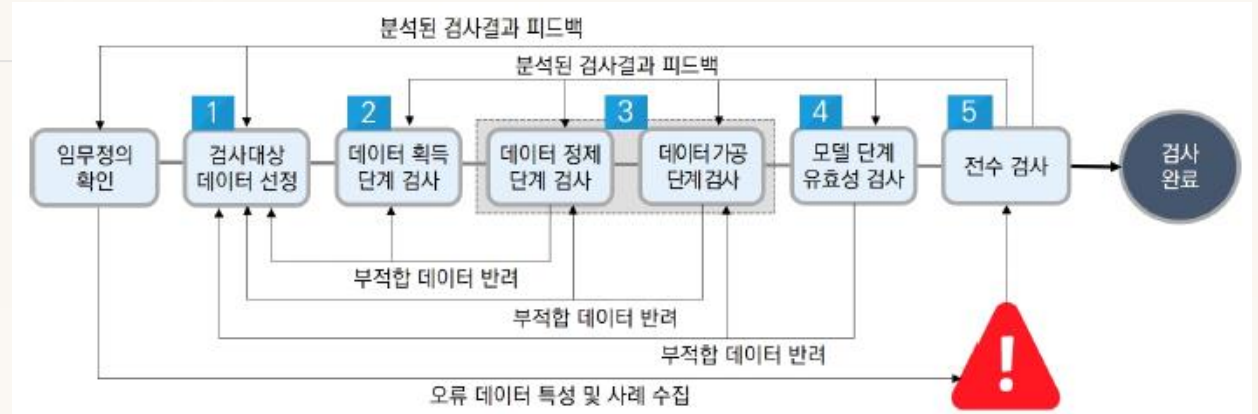 분석된 검사결과 피드백
분석된 검사결과 피드백
1
2
3
4
5
임무정의
확인
검사대상
데이터 선정
데이터 획득
단계 검사
데이터 정제
단계 검사
데이터 가공
단계 검사
모델 단계
유효성 검사
전수 검사
검사
완료
부적합 데이터 반려
부적합 데이터 반려
부적합 데이터 반려
오류 데이터 특성 및 사례 수집
!